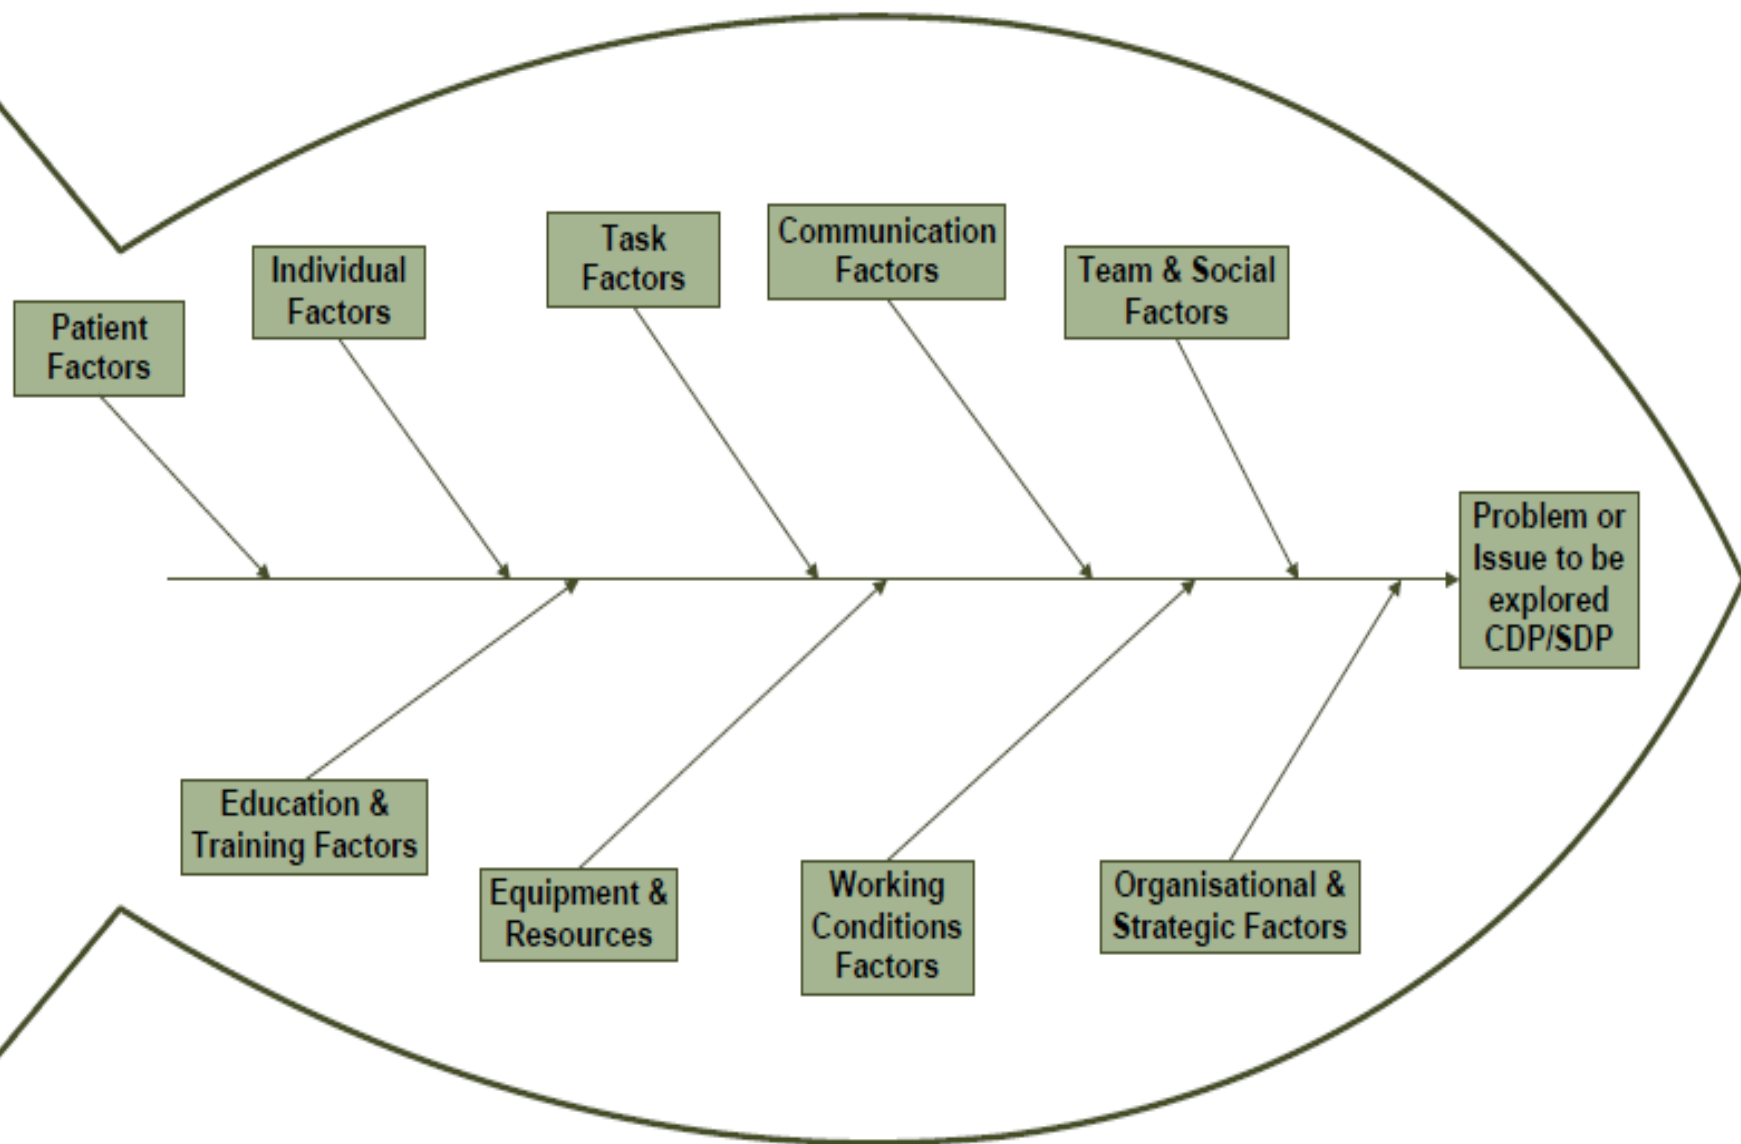 Patient
Factors
Individual
Factors
Task
Factors
Communication
Factors
Team & Social
Factors
Problem or
Issue to be
explored
CDP/SDP
Education &
Training Factors
Equipment &
Resources
Working
Conditions
Factors
Organisational &
Strategic Factors